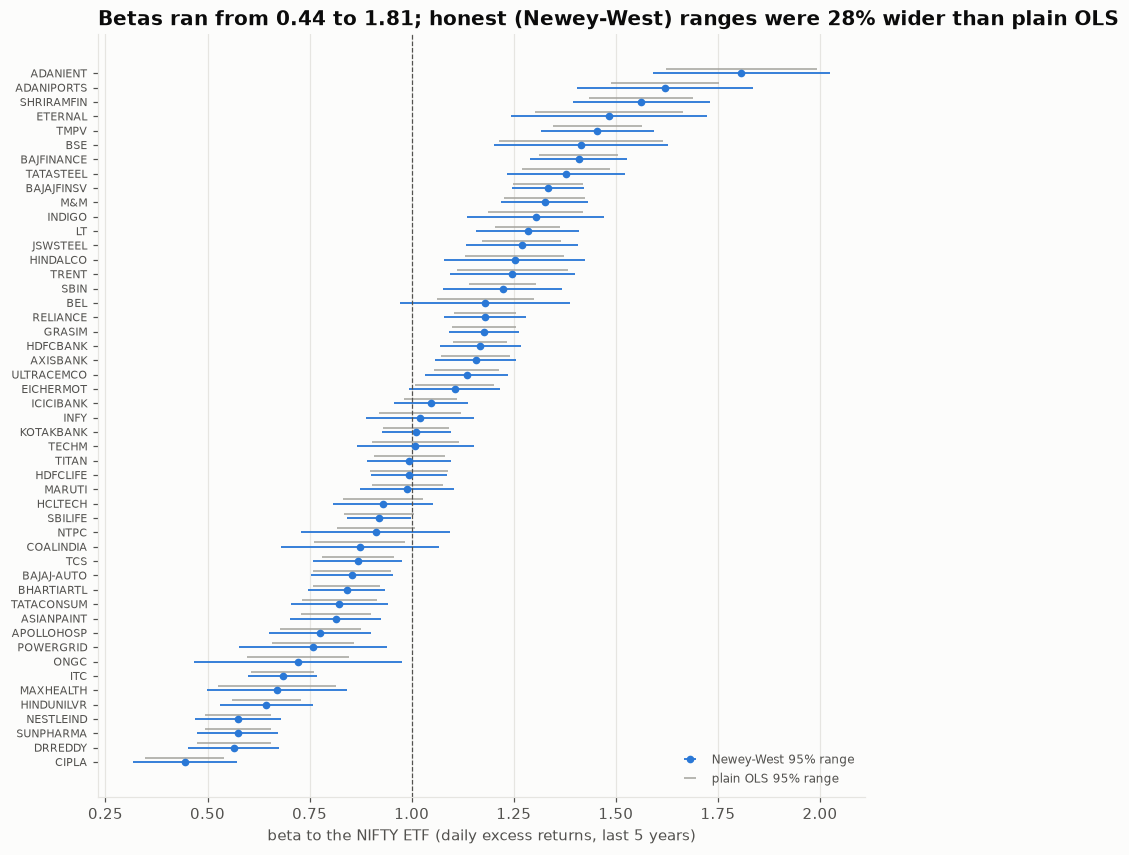 Betas ran from 0.44 to 1.81; honest (Newey-West) ranges were 28% wider than plain OLS
ADANIENT
ADANIPORTS
SHRIRAMFIN
ETERNAL
TMPV
BSE
BAJFINANCE
TATASTEEL
BAJAJFINSV
M&M
INDIGO
LT
JSWSTEEL
HINDALCO
TRENT
SBIN
BEL
RELIANCE
GRASIM
HDFCBANK
AXISBANK
ULTRACEMCO
EICHERMOT
ICICIBANK
INFY
KOTAKBANK
TECHM
TITAN
HDFCLIFE
MARUTI
HCLTECH
SBILIFE
NTPC
COALINDIA
TCS
BAJAJ-AUTO
BHARTIARTL
TATACONSUM
ASIANPAINT
APOLLOHOSP
POWERGRID
ONGC
ITC
MAXHEALTH
HINDUNILVR
NESTLEIND
SUNPHARMA
DRREDDY
CIPLA
Newey-West 95% range
plain OLS 95% range
0.25 0.50 0.75 1.00 1.25 1.50 1.75 2.00
beta to the NIFTY ETF (daily excess returns, last 5 years)